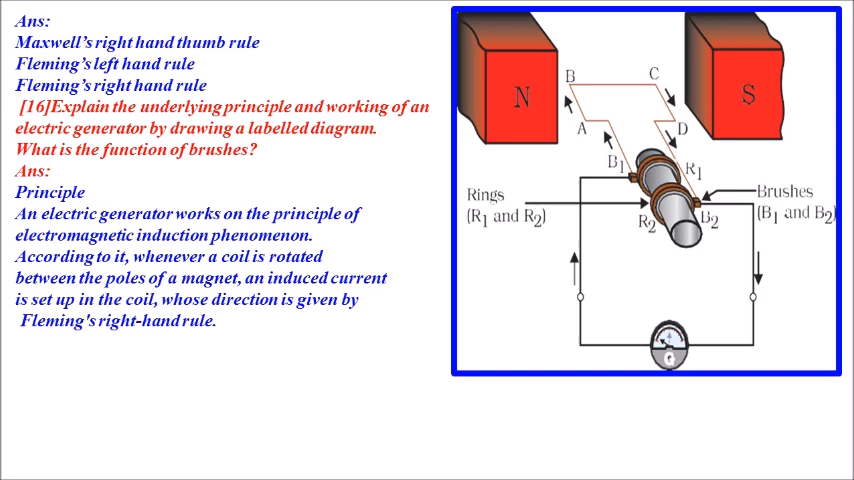 Ans:
Maxwell's right hand thumb rule
Fleming's left hand rule
Fleming's right hand rule
[16]Explain the underlying principle and working of an
electric generator by drawing a labelled diagram.
What is the function of brushes?
Ans:
Principle
An electric generator works on the principle of
electromagnetic induction phenomenon.
According to it, whenever a coil is rotated
between the poles of a magnet, an induced current
is set up in the coil, whose direction is given by
Fleming's right-hand rule.
N
S
B
C
A
D
B1
R1
Rings
(R1 and R2)
R2
B2
Brushes
(B1 and B2)
G